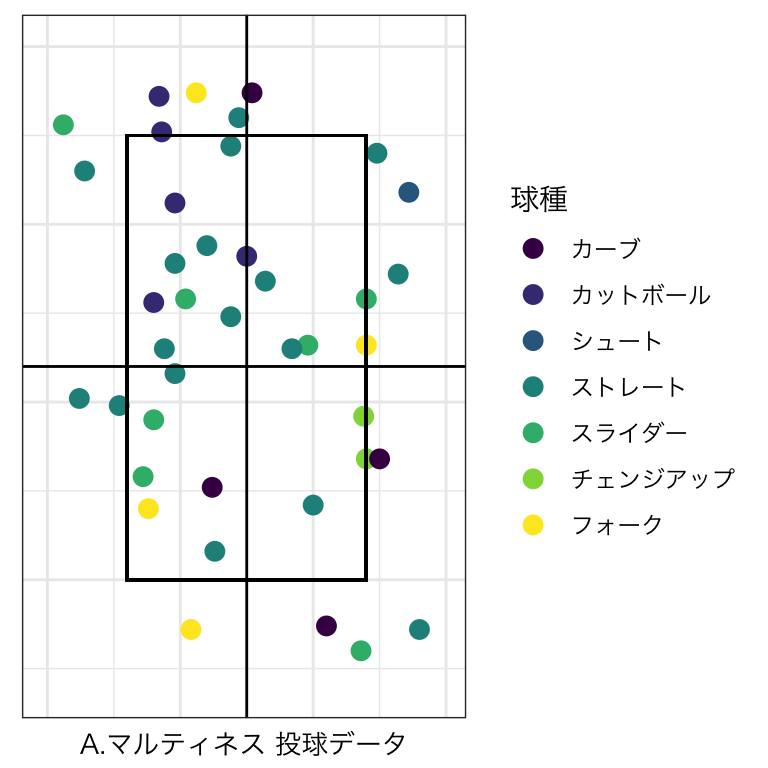 球種
カーブ
カットボール
シュート
ストレート
スライダー
チェンジアップ
フォーク
A.マルティネス 投球データ